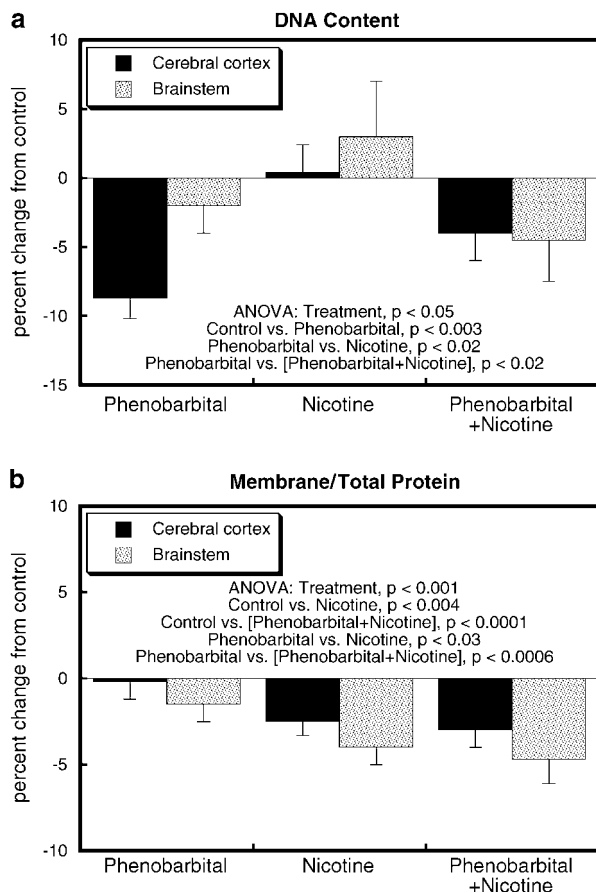 a
DNA Content
10
5
0
-5
-10
-15
percent change from control
Cerebral cortex
Brainstem
ANOVA: Treatment, p < 0.05
Control vs. Phenobarbital, p < 0.003
Phenobarbital vs. Nicotine, p < 0.02
Phenobarbital vs. [Phenobarbital+Nicotine], p < 0.02
Phenobarbital
Nicotine
Phenobarbital
+Nicotine
b
Membrane/Total Protein
10
5
0
-5
-10
percent change from control
Cerebral cortex
Brainstem
ANOVA: Treatment, p < 0.001
Control vs. Nicotine, p < 0.004
Control vs. [Phenobarbital+Nicotine], p < 0.0001
Phenobarbital vs. Nicotine, p < 0.03
Phenobarbital vs. [Phenobarbital+Nicotine], p < 0.0006
Phenobarbital
Nicotine
Phenobarbital
+Nicotine